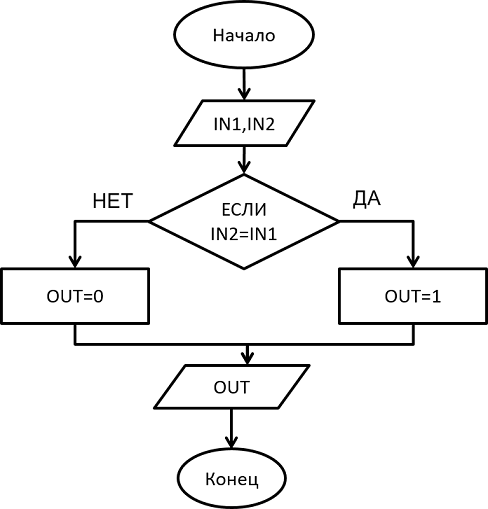 Начало
IN1,IN2
НЕТ
ДА
ЕСЛИ
IN2=IN1
OUT=0
OUT=1
OUT
Конец